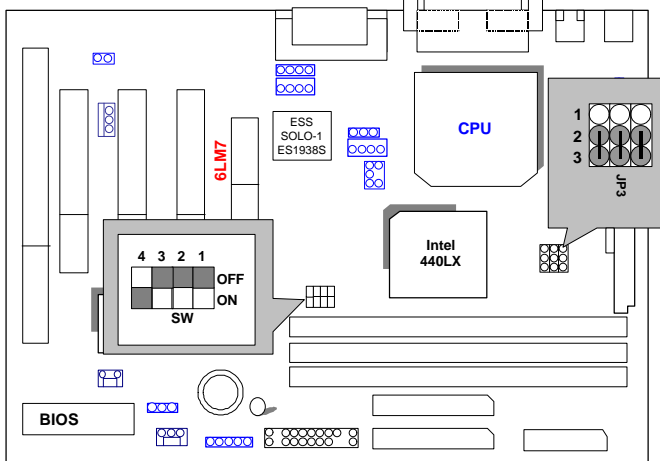 ESS
SOLO-1
ES1938S
CPU
1
2
3
JP3
6LM7
Intel
440LX
4 3 2 1
OFF
ON
SW
BIOS